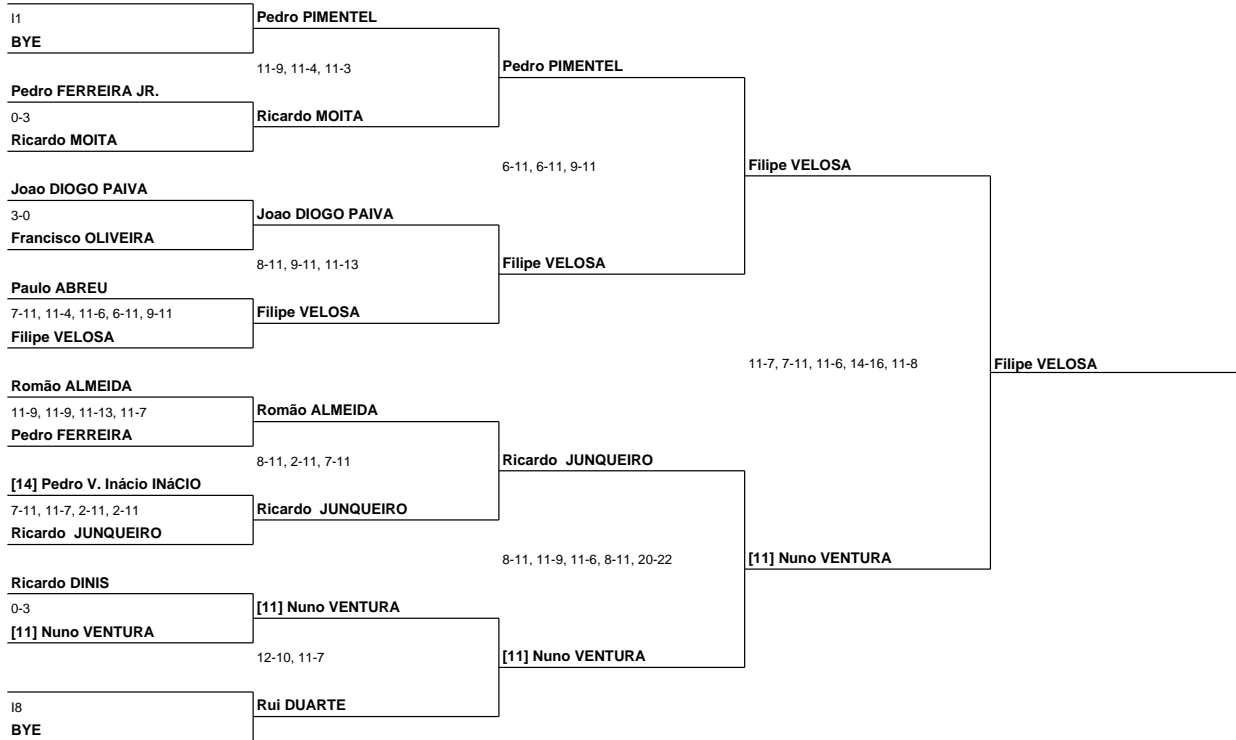 I1
BYE
Pedro PIMENTEL
11-9, 11-4, 11-3
Pedro PIMENTEL
Pedro FERREIRA JR.
0-3
Ricardo MOITA
Ricardo MOITA
6-11, 6-11, 9-11
Filipe VELOSA
Joao DIOGO PAIVA
3-0
Francisco OLIVEIRA
Joao DIOGO PAIVA
8-11, 9-11, 11-13
Filipe VELOSA
Paulo ABREU
7-11, 11-4, 11-6, 6-11, 9-11
Filipe VELOSA
Filipe VELOSA
11-7, 7-11, 11-6, 14-16, 11-8
Filipe VELOSA
Romão ALMEIDA
11-9, 11-9, 11-13, 11-7
Pedro FERREIRA
Romão ALMEIDA
8-11, 2-11, 7-11
Ricardo  JUNQUEIRO
[14] Pedro V. Inácio INáCIO
7-11, 11-7, 2-11, 2-11
Ricardo  JUNQUEIRO
Ricardo  JUNQUEIRO
8-11, 11-9, 11-6, 8-11, 20-22
[11] Nuno VENTURA
Ricardo DINIS
0-3
[11] Nuno VENTURA
[11] Nuno VENTURA
12-10, 11-7
[11] Nuno VENTURA
I8
BYE
Rui DUARTE